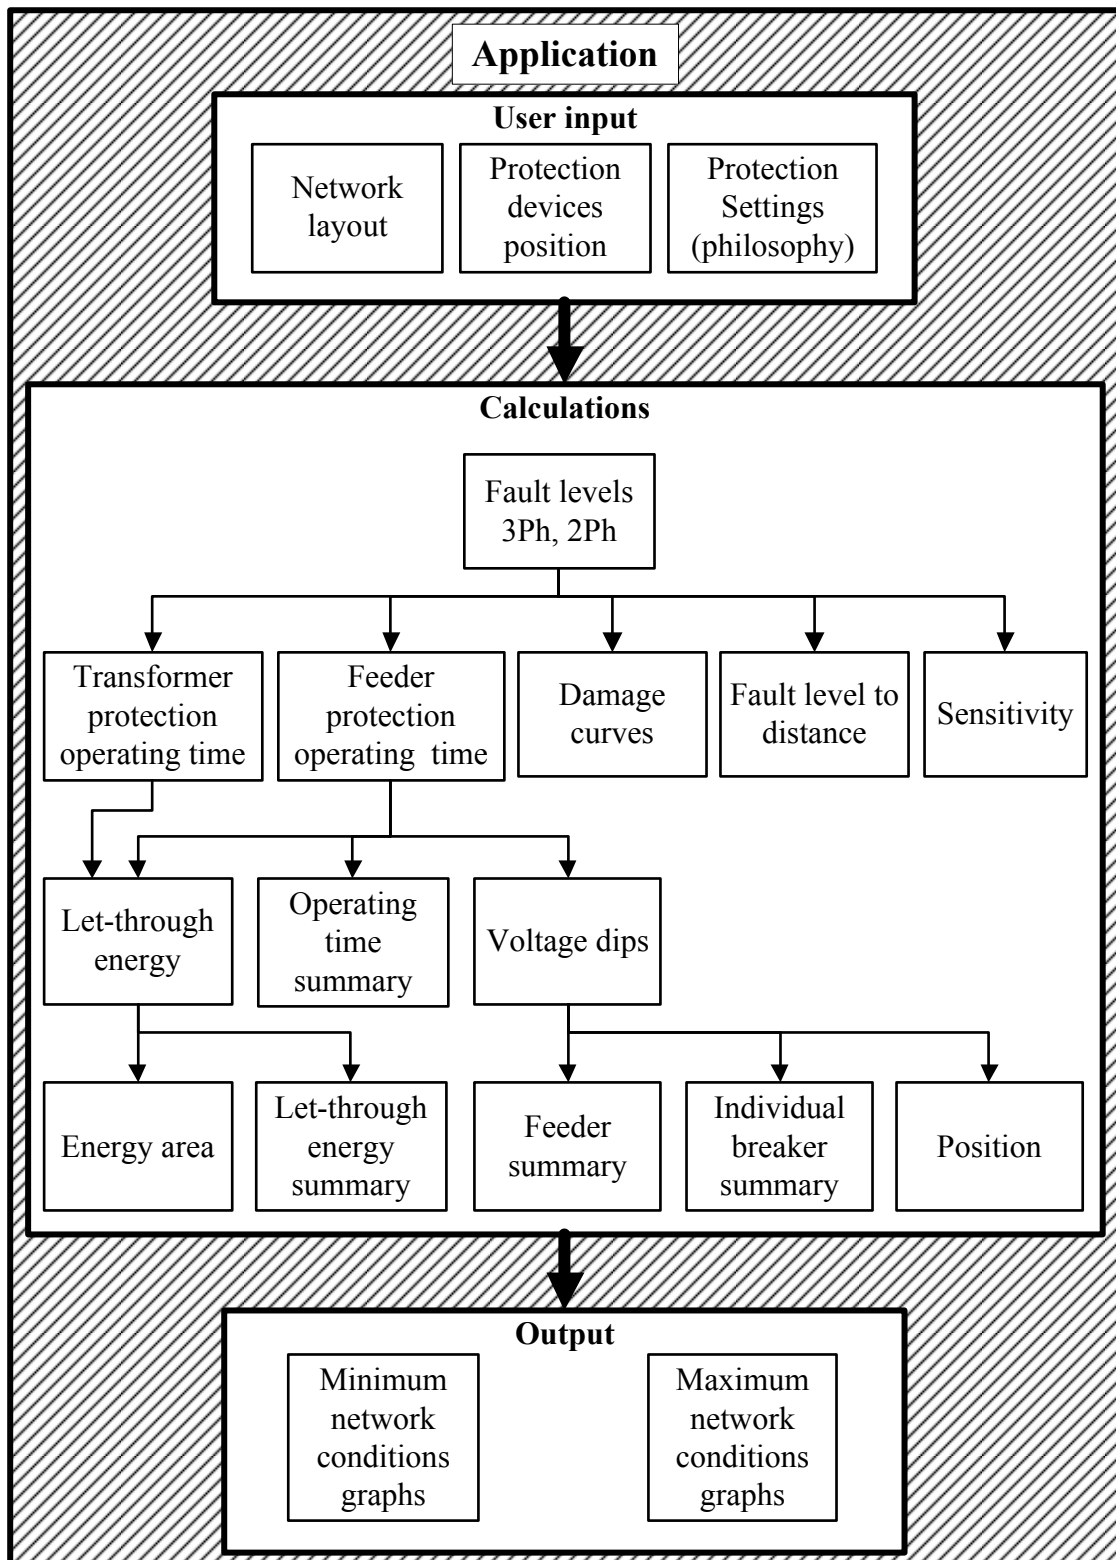 Application
User input
Network
layout
Protection
devices
position
Protection
Settings
(philosophy)
Calculations
Fault levels
3Ph, 2Ph
Transformer
protection
operating time
Feeder
protection
operating time
Damage
curves
Fault level to
distance
Sensitivity
Let-through
energy
Operating
time
summary
Voltage dips
Energy area
Let-through
energy
summary
Feeder
summary
Individual
breaker
summary
Position
Output
Minimum
network
conditions
graphs
Maximum
network
conditions
graphs